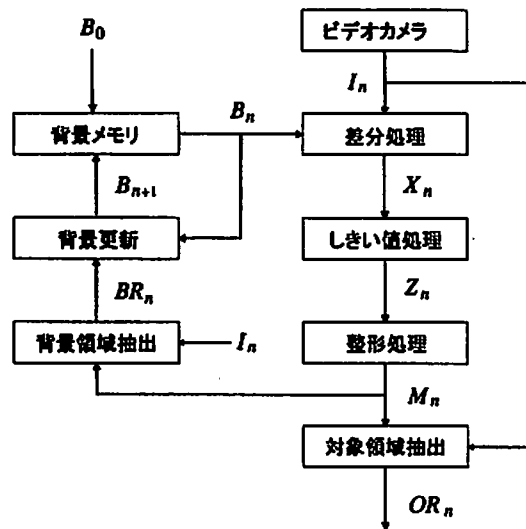 ビデオカメラ
B0
In
Bn
背景メモリ
差分処理
Bn+1
Xn
背景更新
しきい値処理
BRn
Zn
背景領域抽出
In
整形処理
Mn
対象領域抽出
ORn